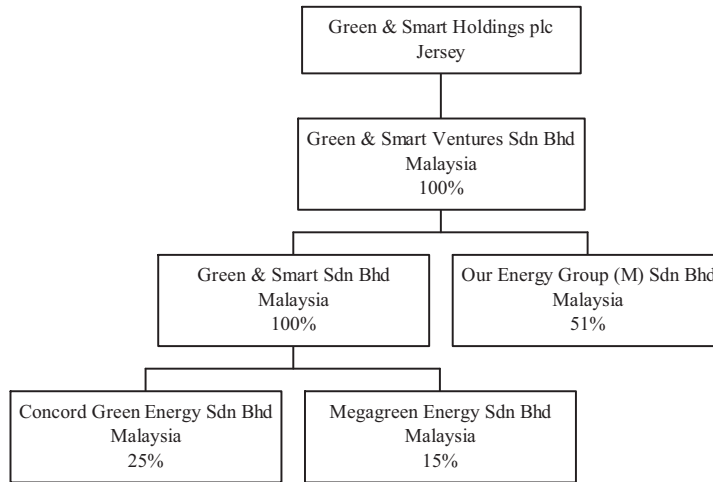 Green & Smart Holdings plc
Jersey
Green & Smart Ventures Sdn Bhd
Malaysia
100%
Green & Smart Sdn Bhd
Malaysia
100%
Our Energy Group (M) Sdn Bhd
Malaysia
51%
Concord Green Energy Sdn Bhd
Malaysia
25%
Megagreen Energy Sdn Bhd
Malaysia
15%